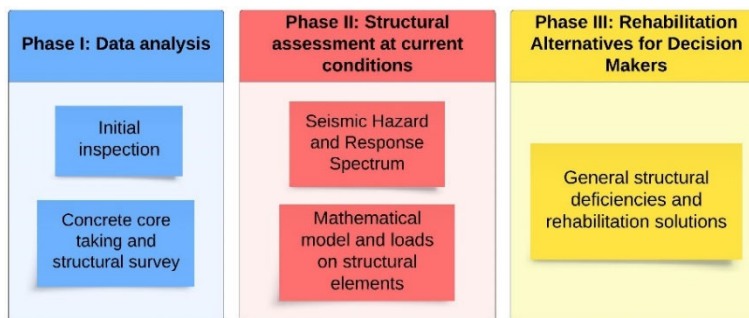 Phase I: Data analysis
Initial
inspection
Concrete core
taking and
structural survey
Phase II: Structural
assessment at current
conditions
Seismic Hazard
and Response
Spectrum
Mathematical
model and loads
on structural
elements
Phase III: Rehabilitation
Alternatives for Decision
Makers
General structural
deficiencies and
rehabilitation solutions